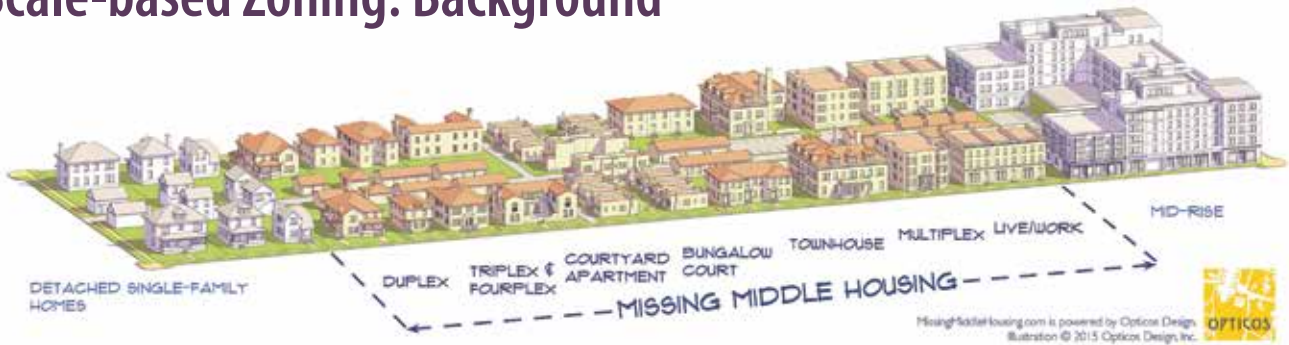 Scale-based Zoning: Background
DETACHED SINGLE-FAMILY
HOMES
DUPLEX
TRIPLEX &
FOURPLEX
COURTYARD
APARTMENT
BUNGALOW
COURT
TOWNHOUSE
MULTIPLEX
LIVE/WORK
MID-RISE
MISSING MIDDLE HOUSING
MissingMiddleHousing.com is powered by Opticos Design.
Illustration © 2015 Opticos Design, Inc.
OPTICOS